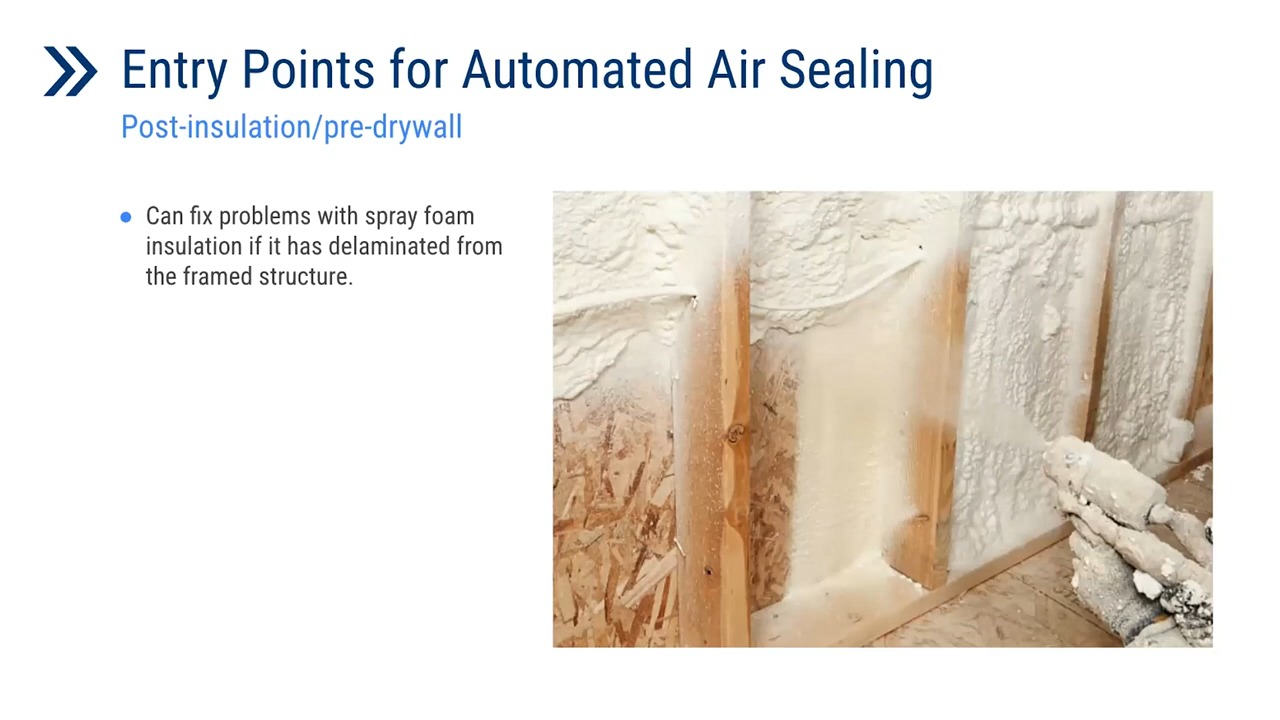 Entry Points for Automated Air Sealing
Post-insulation/pre-drywall
Can fix problems with spray foam
insulation if it has delaminated from
the framed structure.